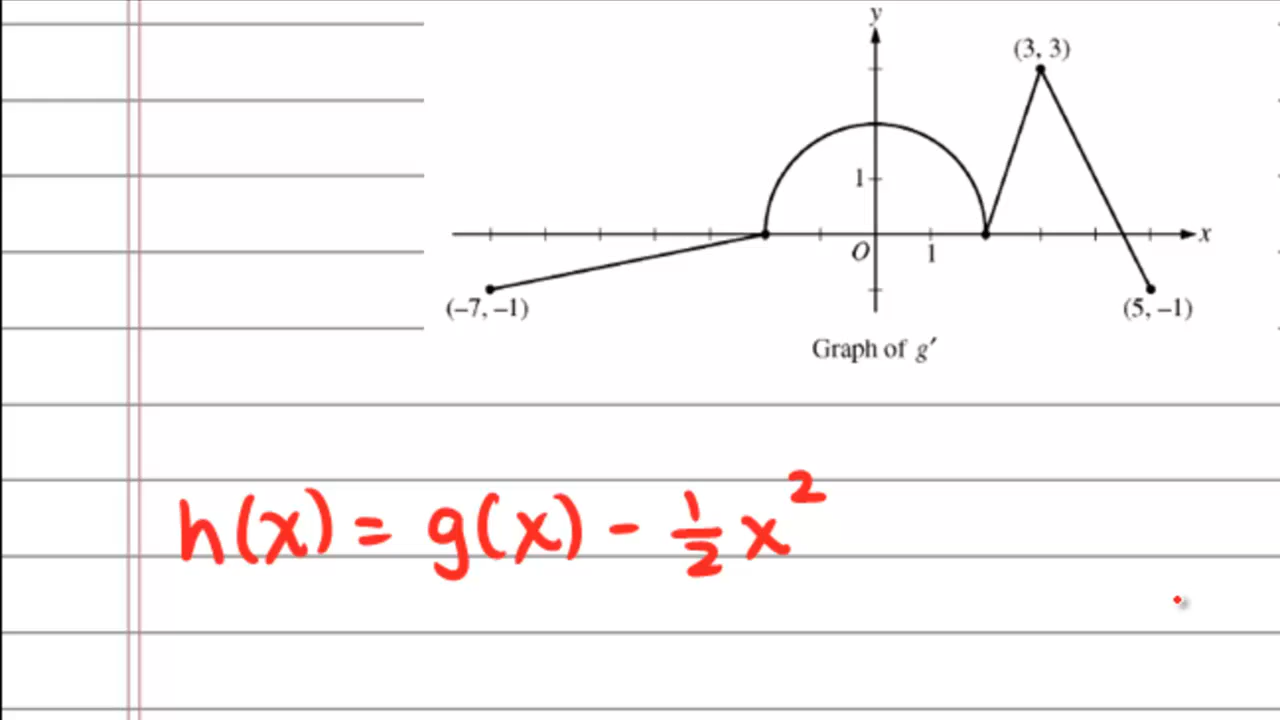 y
(3, 3)
1
O
1
x
(–7, –1)
(5, –1)
Graph of g′
h(x) = g(x) - ½x²